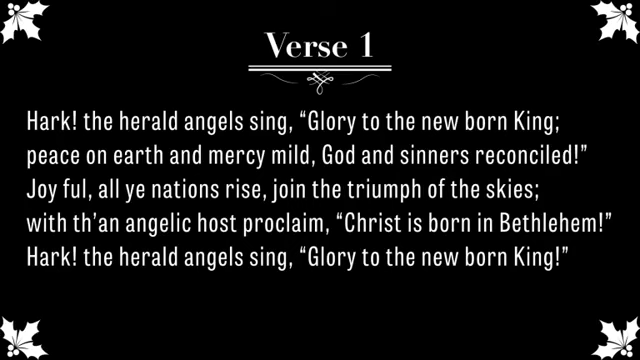 Verse 1
Hark! the herald angels sing, “Glory to the new born King;
peace on earth and mercy mild, God and sinners reconciled!”
Joy ful, all ye nations rise, join the triumph of the skies;
with th’an angelic host proclaim, “Christ is born in Bethlehem!”
Hark! the herald angels sing, “Glory to the new born King!”